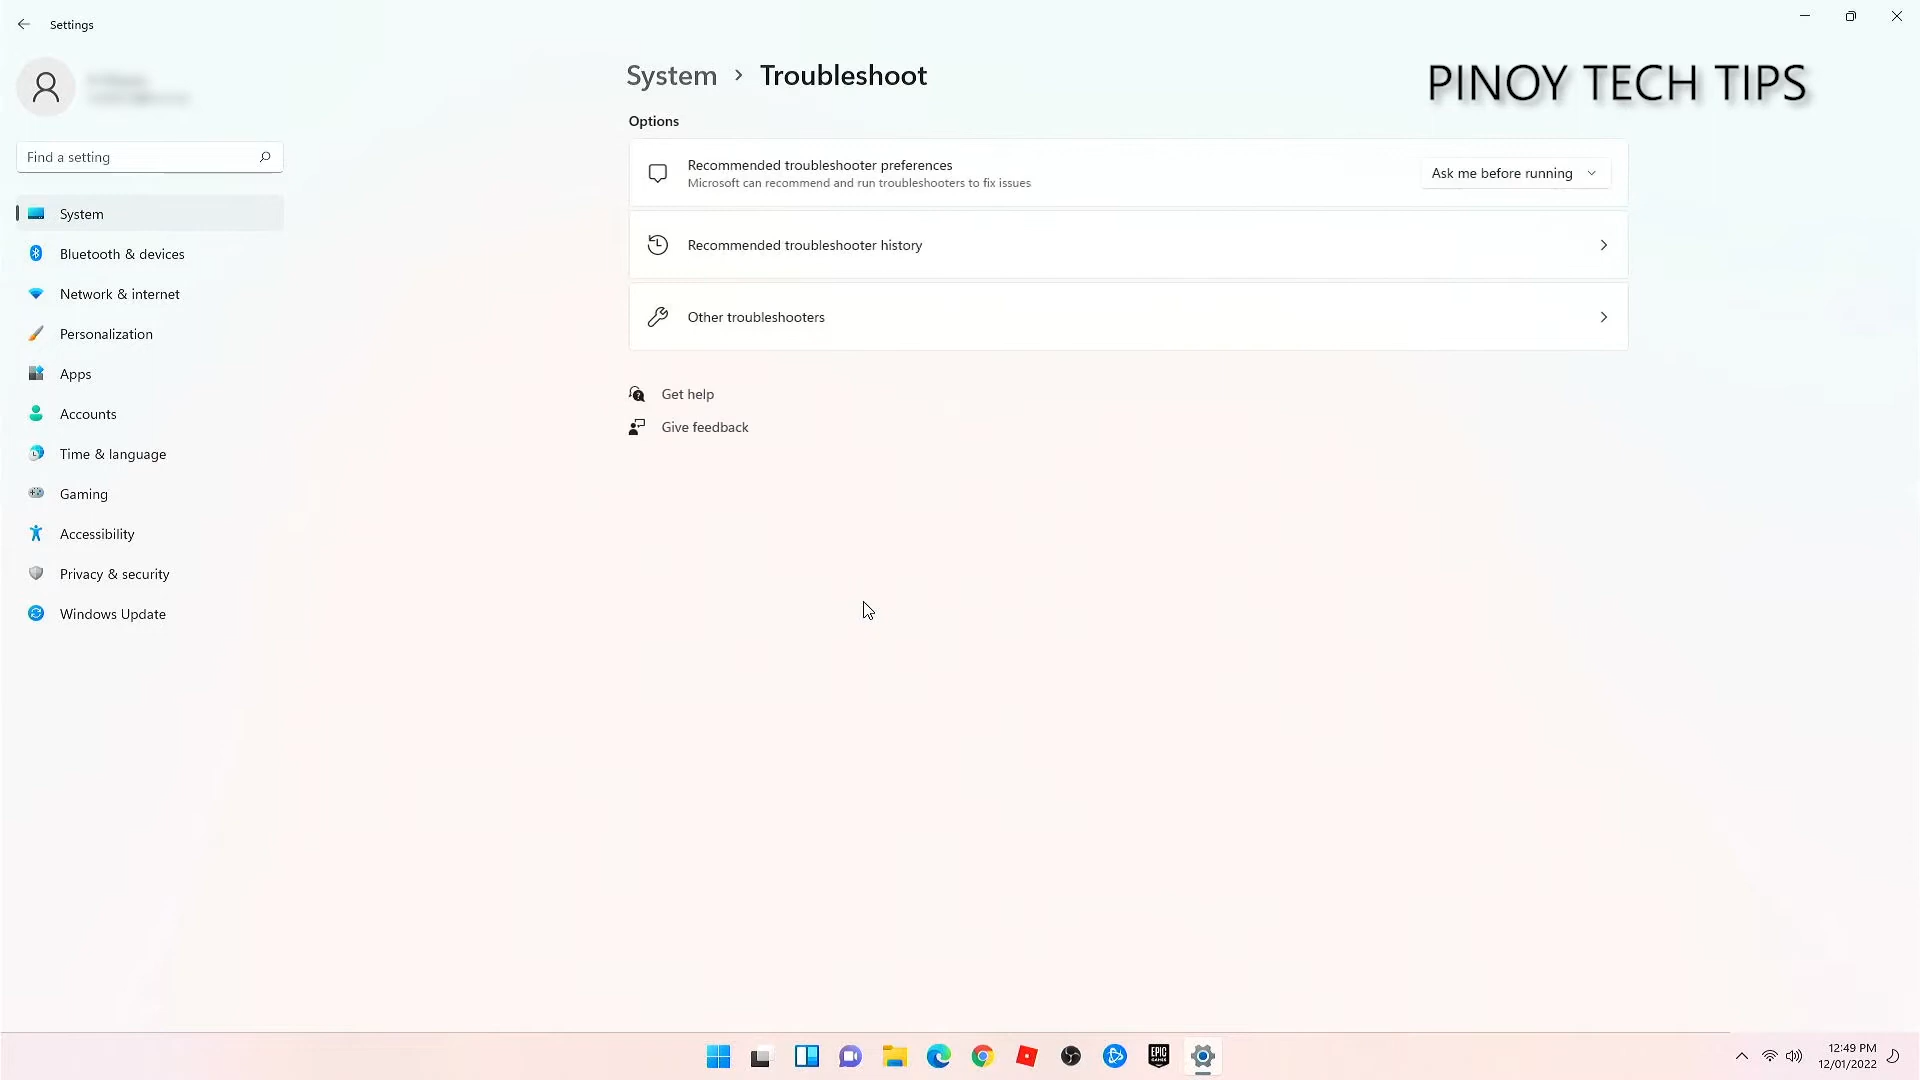 Settings
System > Troubleshoot
PINOY TECH TIPS
Find a setting
System
Bluetooth & devices
Network & internet
Personalization
Apps
Accounts
Time & language
Gaming
Accessibility
Privacy & security
Windows Update
Options
Recommended troubleshooter preferences
Microsoft can recommend and run troubleshooters to fix issues
Ask me before running
Recommended troubleshooter history
Other troubleshooters
Get help
Give feedback
EPIC
GAMES
12:49 PM
12/01/2022